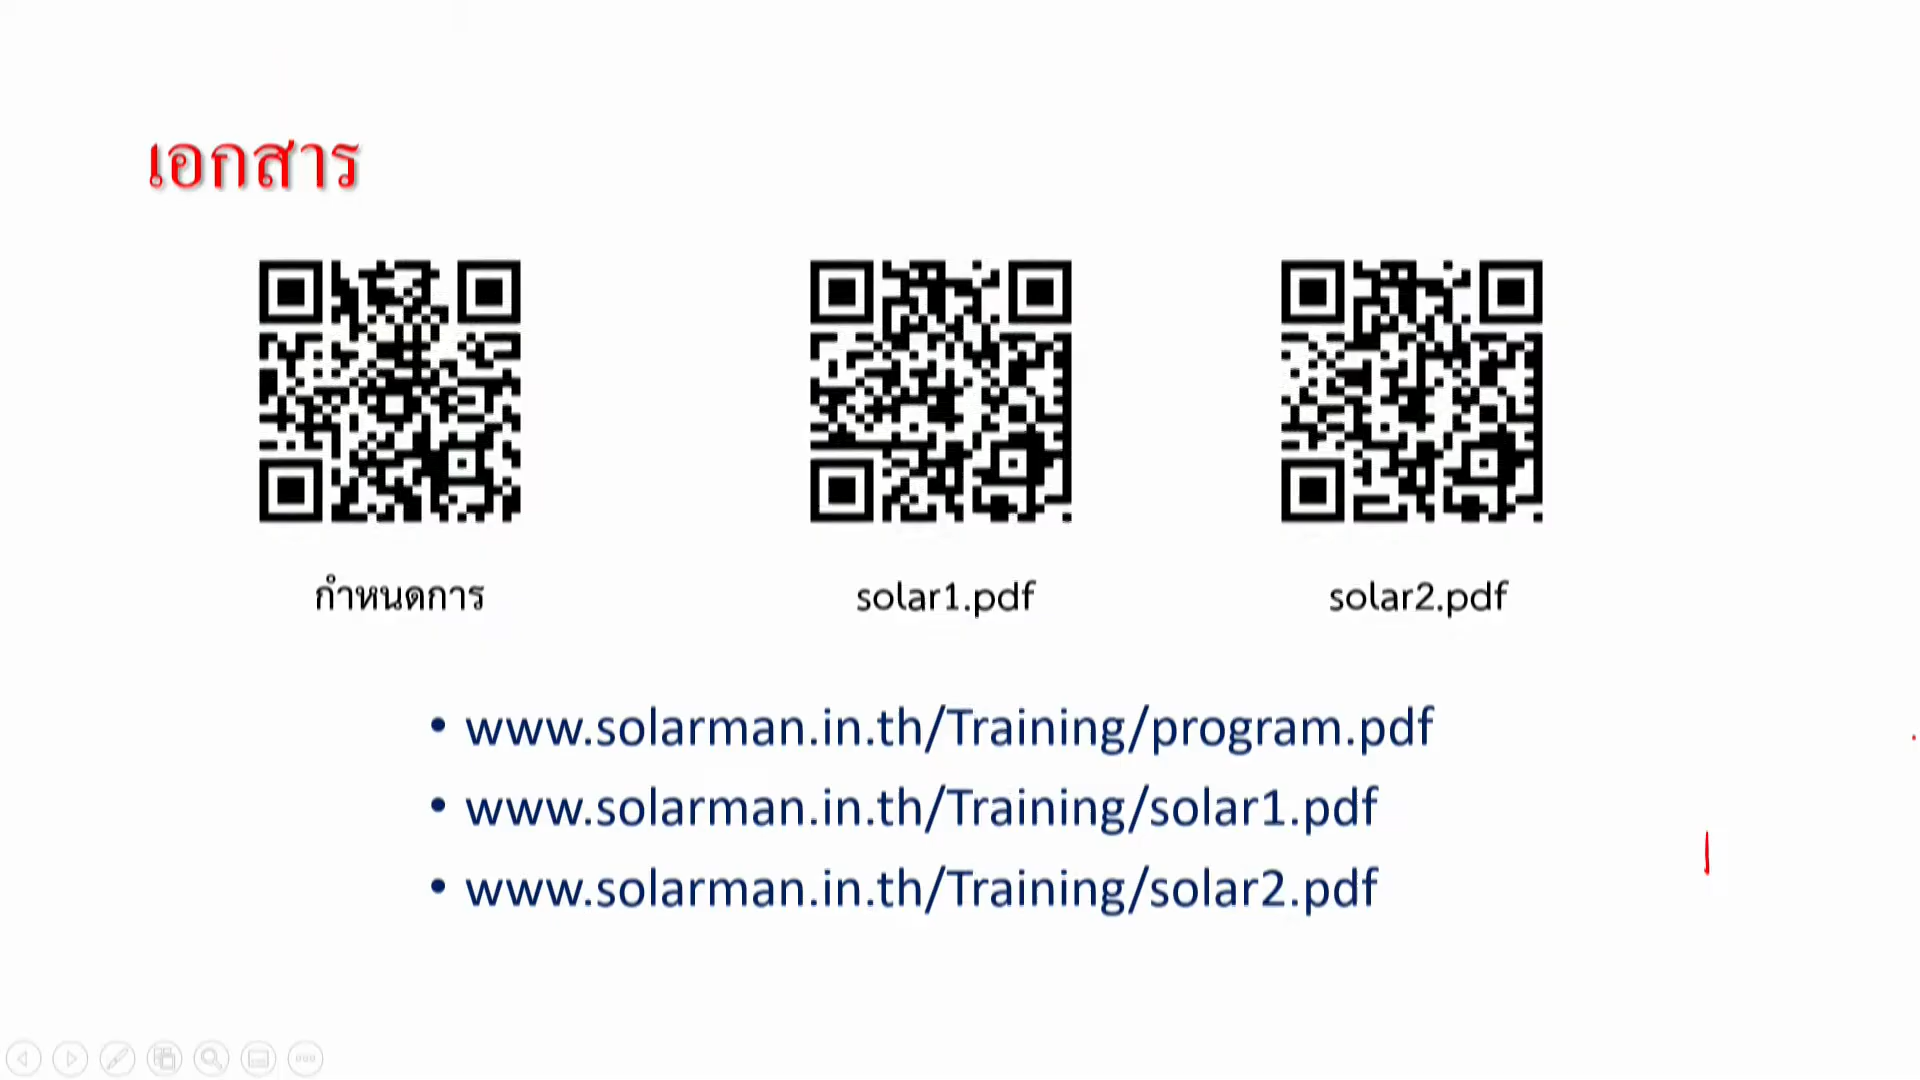 เอกสาร
กำหนดการ
solar1.pdf
solar2.pdf
• www.solarman.in.th/Training/program.pdf
• www.solarman.in.th/Training/solar1.pdf
• www.solarman.in.th/Training/solar2.pdf